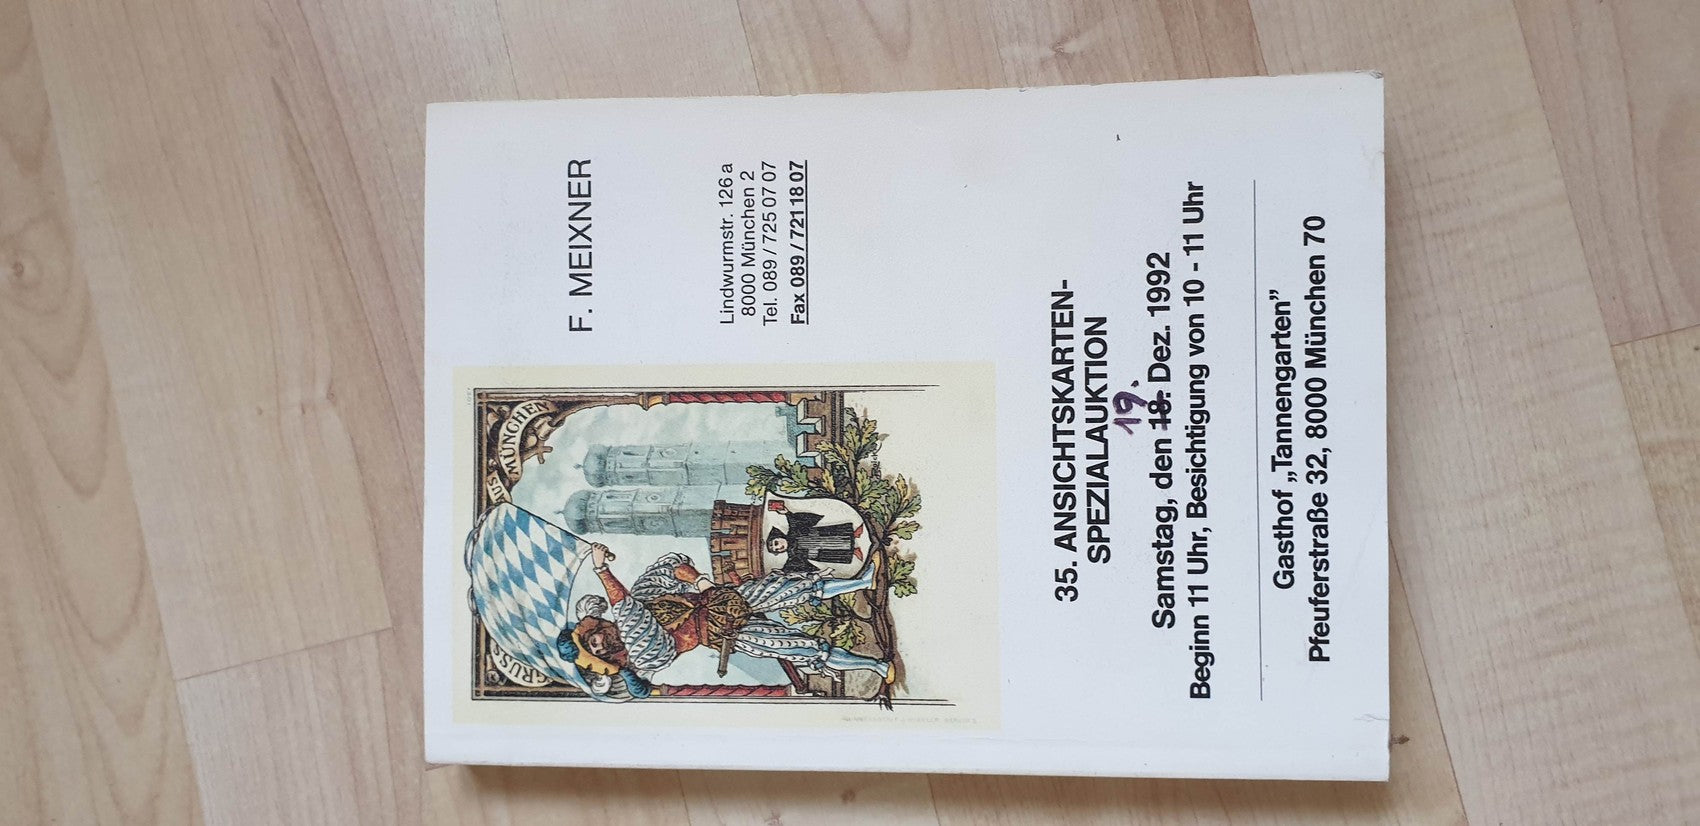 GRUSS AUS MÜNCHEN
F. MEIXNER
Lindwurmstr. 126 a
8000 München 2
Tel. 089 / 725 07 07
Fax 089 / 721 18 07
35. ANSICHTSKARTEN-
SPEZIALAUKTION
19.
Samstag, den 18. Dez. 1992
Beginn 11 Uhr, Besichtigung von 10 - 11 Uhr
Gasthof „Tannengarten”
Pfeuferstraße 32, 8000 München 70